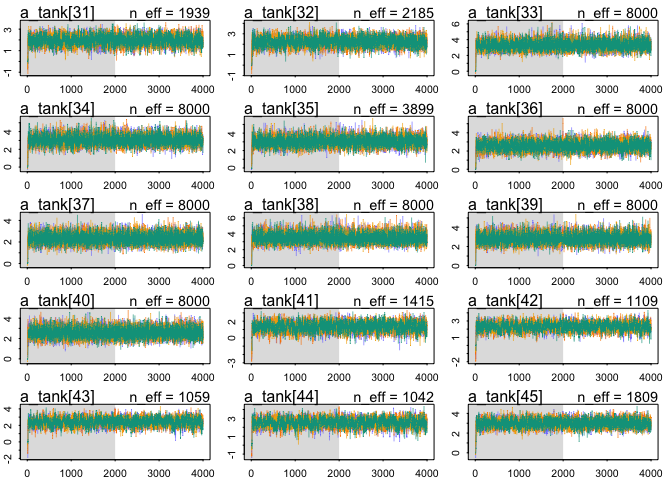 a_tank[31] n_eff = 1939
-1 1 3
0 1000 2000 3000 4000
a_tank[32] n_eff = 2185
-1 1 3
0 1000 2000 3000 4000
a_tank[33] n_eff = 8000
0 2 4 6
0 1000 2000 3000 4000
a_tank[34] n_eff = 8000
0 2 4
0 1000 2000 3000 4000
a_tank[35] n_eff = 3899
0 2 4
0 1000 2000 3000 4000
a_tank[36] n_eff = 8000
0 2 4
0 1000 2000 3000 4000
a_tank[37] n_eff = 8000
0 2 4
0 1000 2000 3000 4000
a_tank[38] n_eff = 8000
0 2 4 6
0 1000 2000 3000 4000
a_tank[39] n_eff = 8000
0 2 4
0 1000 2000 3000 4000
a_tank[40] n_eff = 8000
0 2 4
0 1000 2000 3000 4000
a_tank[41] n_eff = 1415
-3 0 2
0 1000 2000 3000 4000
a_tank[42] n_eff = 1109
-2 1 3
0 1000 2000 3000 4000
a_tank[43] n_eff = 1059
-2 0 2 4
0 1000 2000 3000 4000
a_tank[44] n_eff = 1042
-1 1 3
0 1000 2000 3000 4000
a_tank[45] n_eff = 1809
0 2 4
0 1000 2000 3000 4000